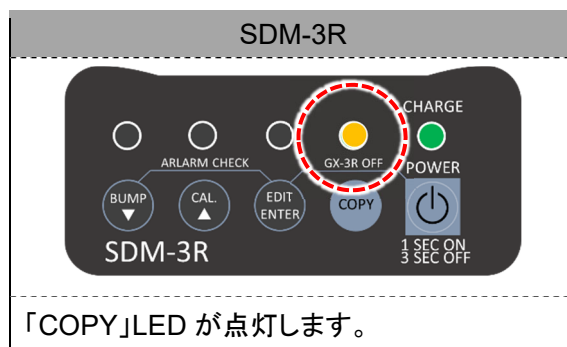 SDM-3R
CHARGE
ARLARM CHECK
GX-3R OFF
POWER
BUMP
▼
CAL.
▲
EDIT
ENTER
COPY
1 SEC ON
3 SEC OFF
SDM-3R
「COPY」LED が点灯します。